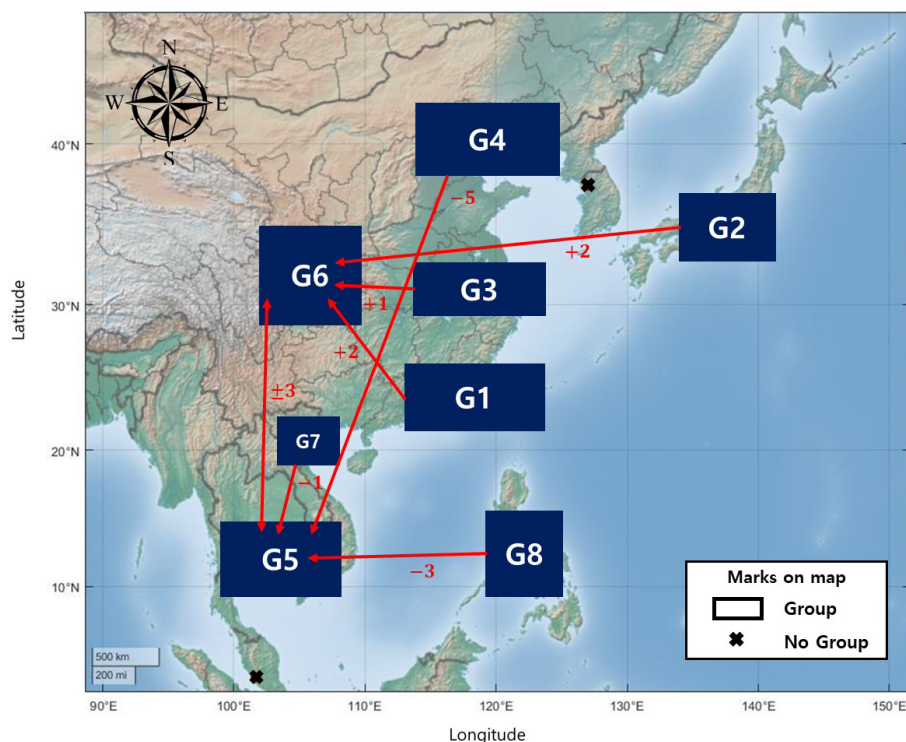 N
W E
S
G4
40°N
−5
G2
+2
G6
G3
+1
30°N
+2
G1
±3
G7
20°N
−1
G5
G8
−3
10°N
Marks on map
Group
No Group
500 km
200 mi
90°E 100°E 110°E 120°E 130°E 140°E 150°E
Latitude
Longitude